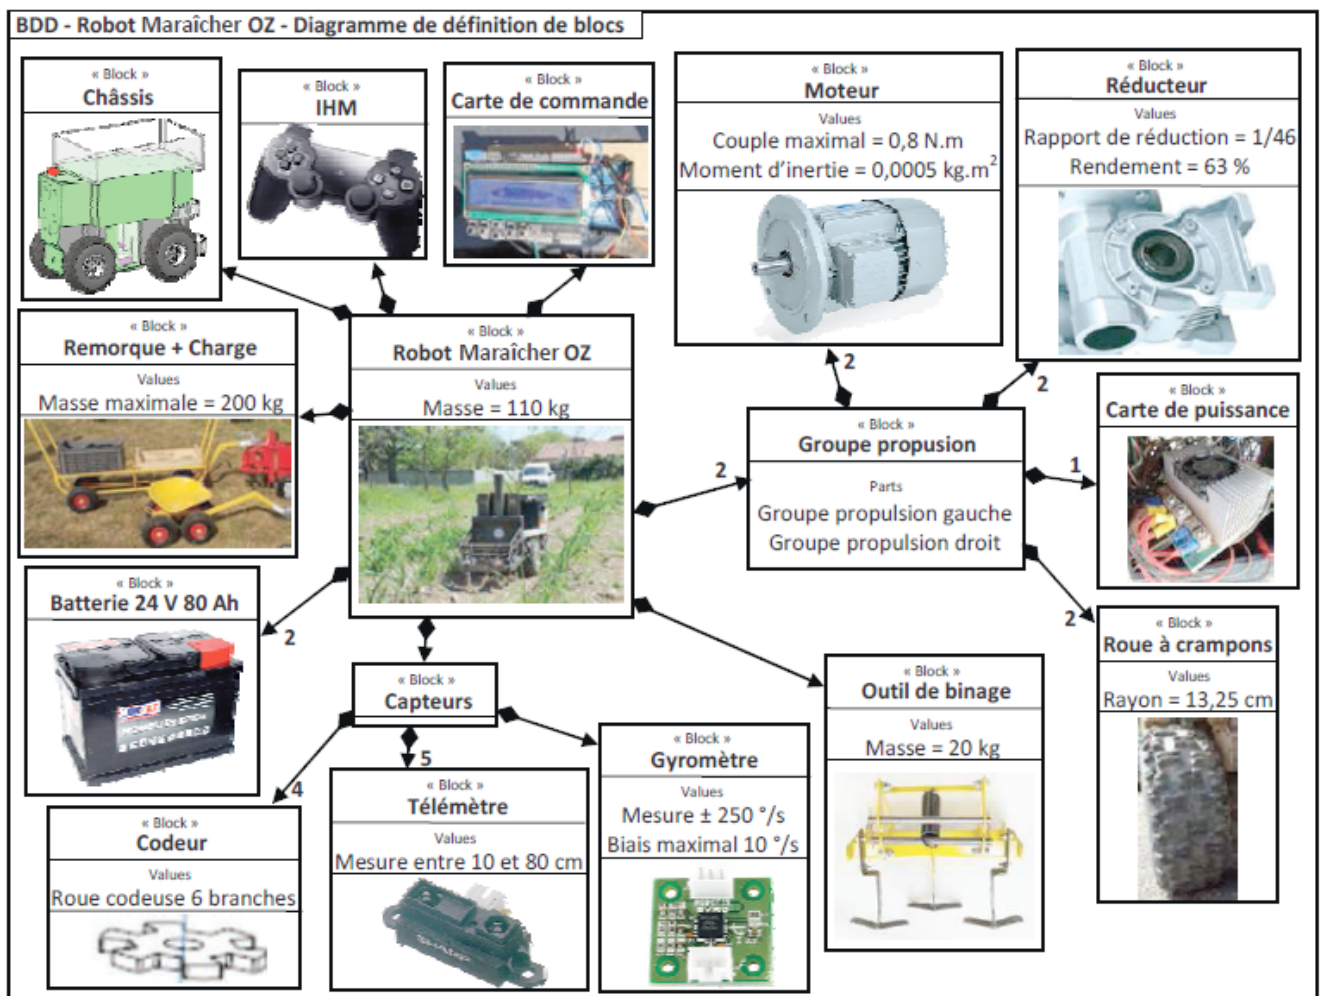 BDD - Robot Maraîcher OZ - Diagramme de définition de blocs
« Block »
Châssis
« Block »
IHM
« Block »
Carte de commande
« Block »
Moteur
Values
Couple maximal = 0,8 N.m
Moment d'inertie = 0,0005 kg.m²
« Block »
Réducteur
Values
Rapport de réduction = 1/46
Rendement = 63 %
« Block »
Remorque + Charge
Values
Masse maximale = 200 kg
« Block »
Robot Maraîcher OZ
Values
Masse = 110 kg
2
2
« Block »
Groupe propusion
Parts
Groupe propulsion gauche
Groupe propulsion droit
2
1
« Block »
Carte de puissance
« Block »
Batterie 24 V 80 Ah
2
2
« Block »
Roue à crampons
Values
Rayon = 13,25 cm
« Block »
Capteurs
« Block »
Outil de binage
Values
Masse = 20 kg
4
5
« Block »
Codeur
Values
Roue codeuse 6 branches
« Block »
Télémètre
Values
Mesure entre 10 et 80 cm
SHARP
« Block »
Gyromètre
Values
Mesure ± 250 °/s
Biais maximal 10 °/s